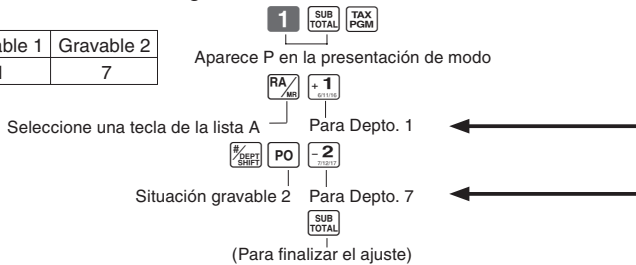 1 SUB TOTAL TAX PGM
ble 1 Gravable 2
7
Aparece P en la presentación de modo
RA/MR + 1 6/11/16
Seleccione una tecla de la lista A Para Depto. 1
#/DEPT SHIFT PO - 2 7/12/17
Situación gravable 2 Para Depto. 7
SUB TOTAL
(Para finalizar el ajuste)